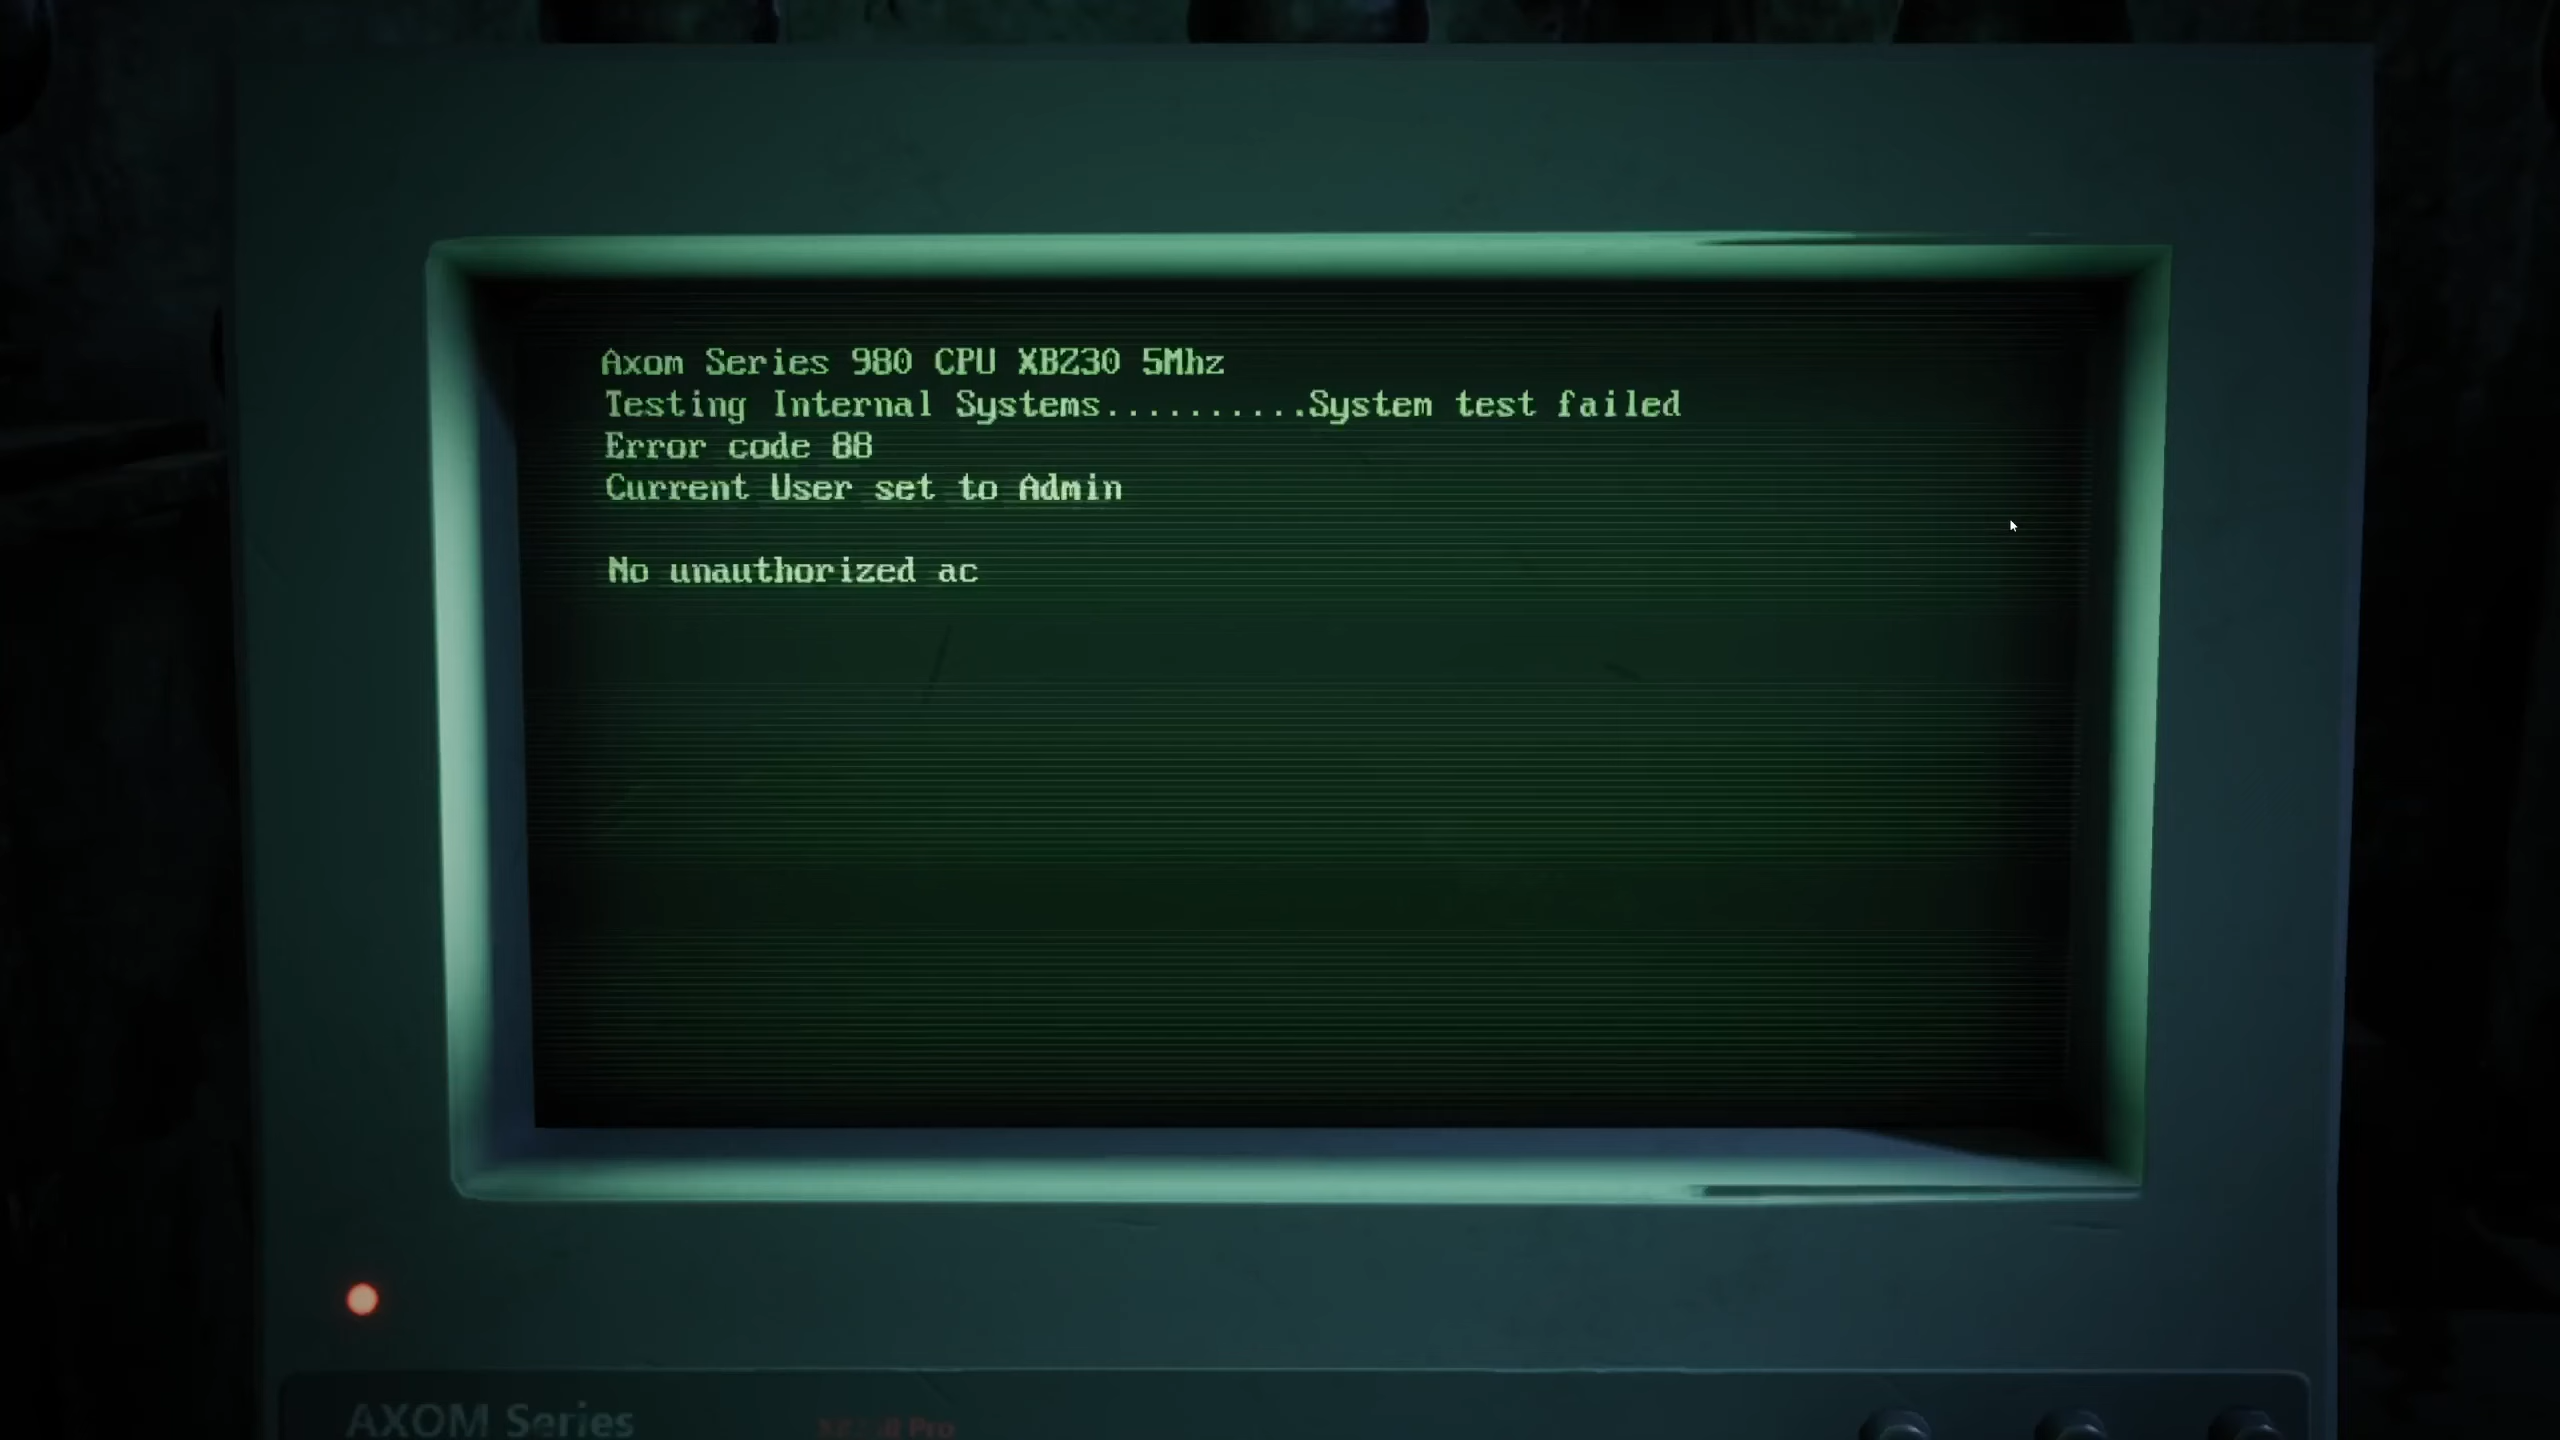 Axom Series 980 CPU XBZ30 5Mhz
Testing Internal Systems..........System test failed
Error code 88
Current User set to Admin
No unauthorized ac
AXOM Series
Pro